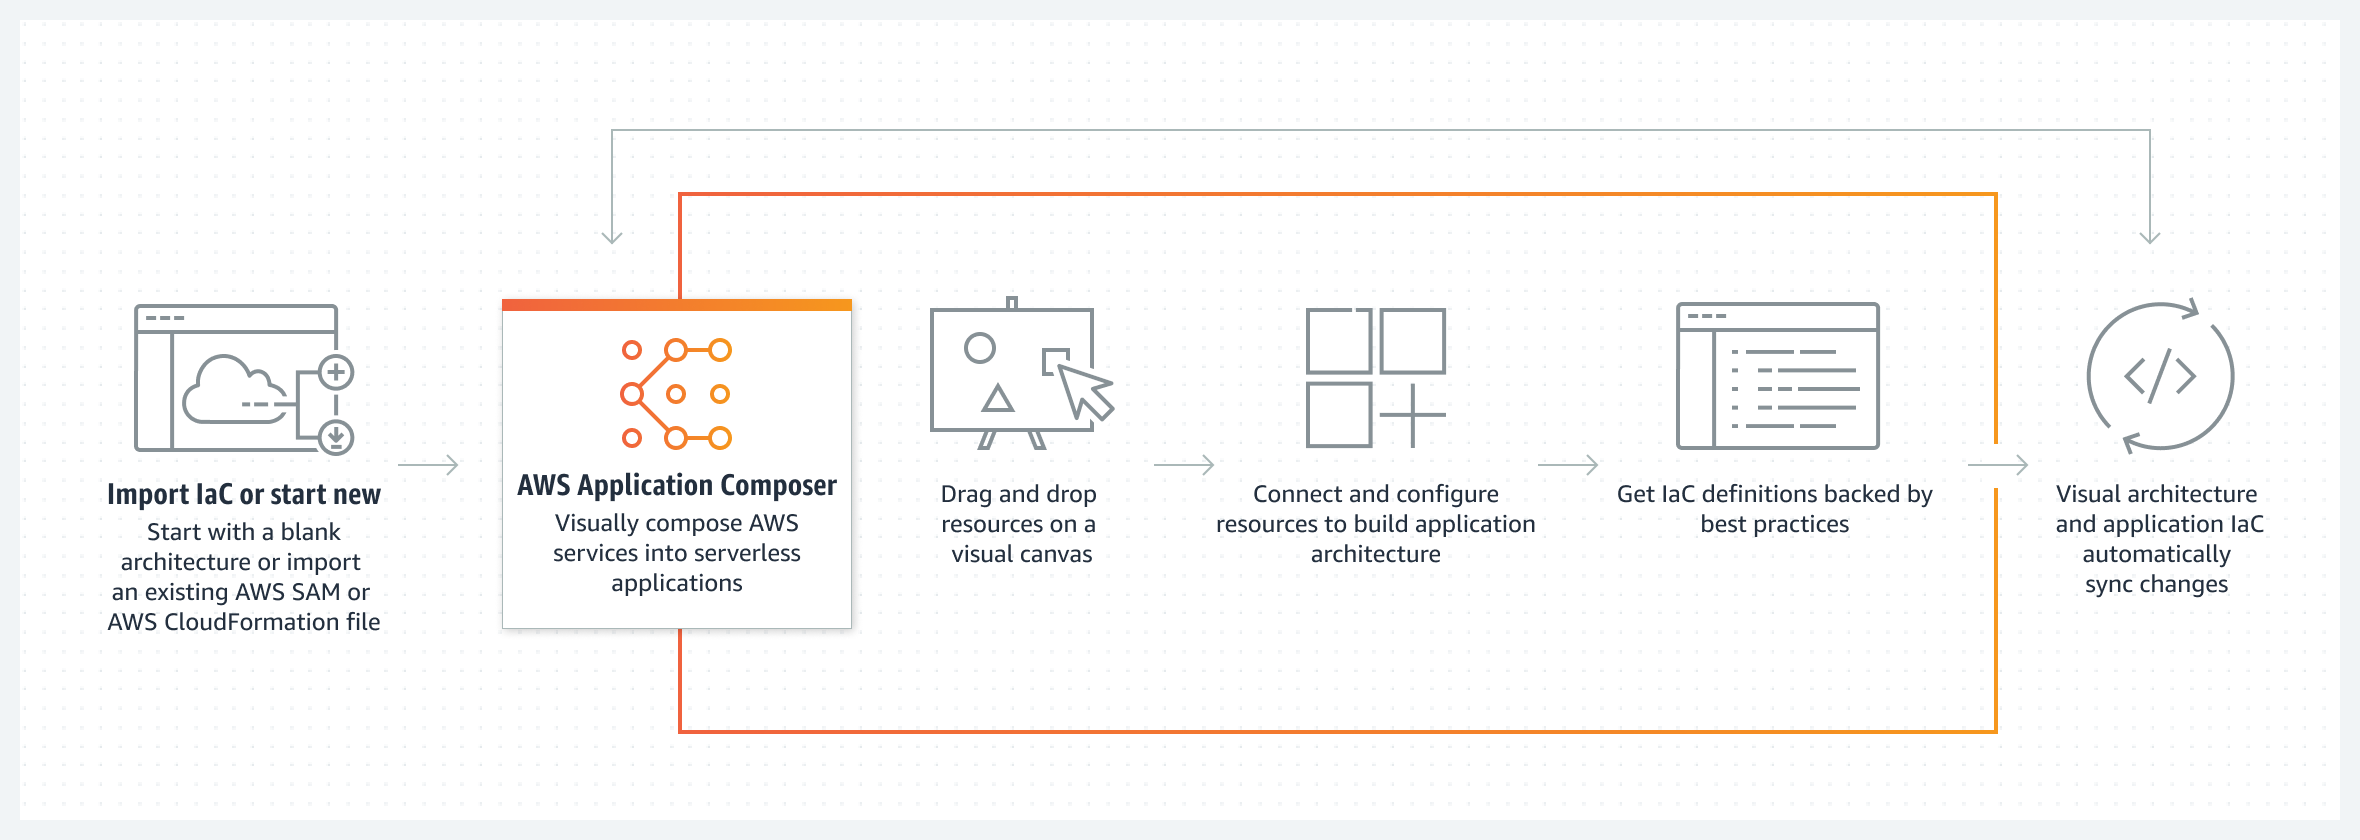 Import IaC or start new
Start with a blank
architecture or import
an existing AWS SAM or
AWS CloudFormation file
AWS Application Composer
Visually compose AWS
services into serverless
applications
Drag and drop
resources on a
visual canvas
Connect and configure
resources to build application
architecture
Get IaC definitions backed by
best practices
Visual architecture
and application IaC
automatically
sync changes